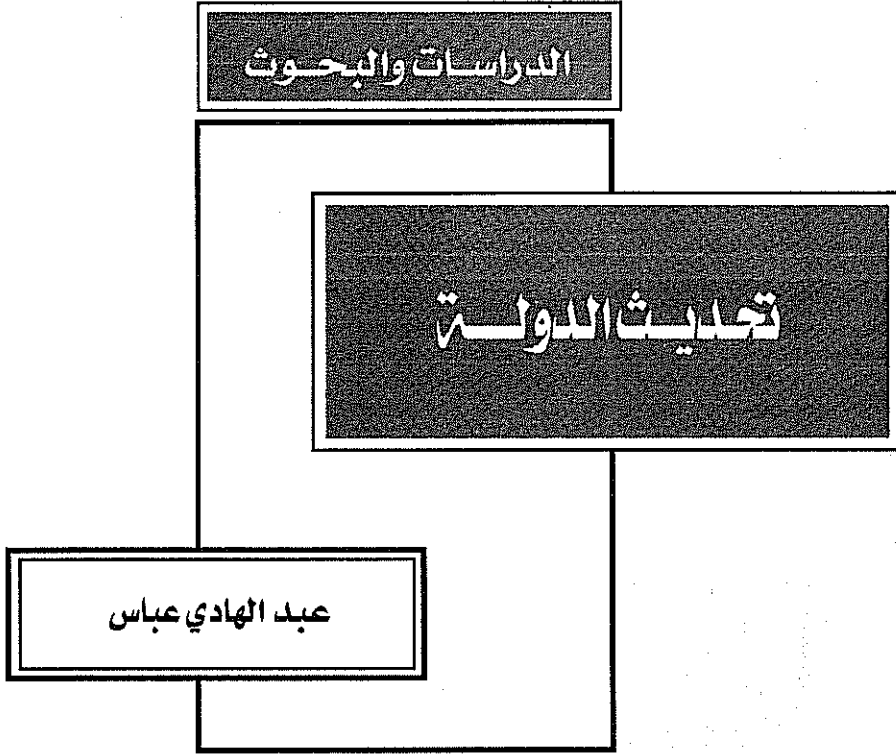 الدراسات والبحوث
تحديث الدولة
عبد الهادي عباس